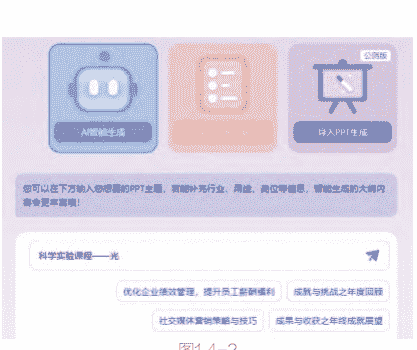 公测版
AI智能生成
导入PPT生成
您可以在下方输入您想要的PPT主题，若能补充行业、用途、岗位等信息，智能生成的大纲内
容会更丰富哦！
科学实验课程——光
优化企业绩效管理，提升员工薪酬福利
成就与挑战之年度回顾
社交媒体营销策略与技巧
成果与收获之年终成就展望
图1.4-2